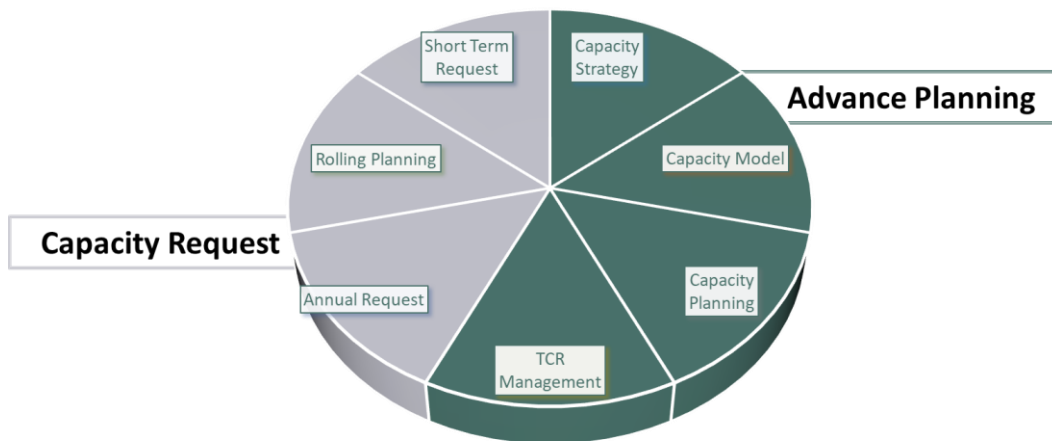 Short Term
Request
Capacity
Strategy
Advance Planning
Rolling Planning
Capacity Model
Capacity Request
Annual Request
Capacity
Planning
TCR
Management